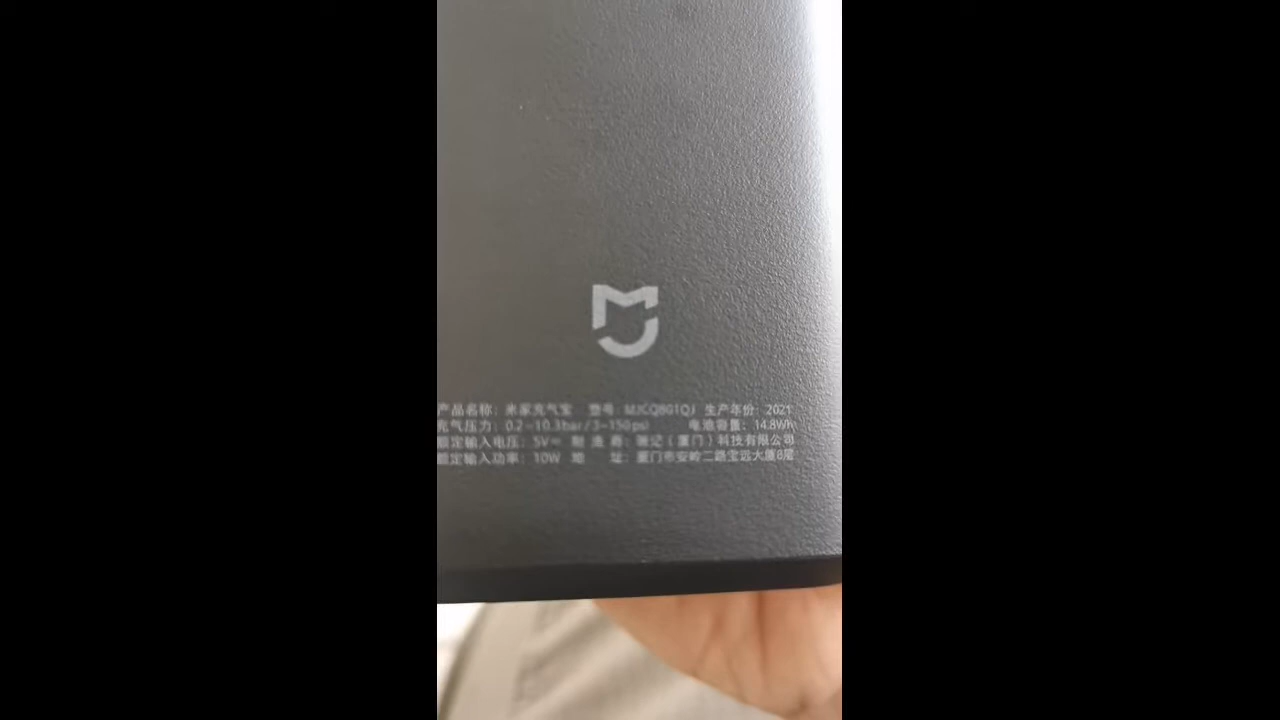 产品名称：米家充气宝 型号：MJCQB01QJ 生产年份：2021
充气压力：0.2-10.3bar/3-150psi 电池容量：14.8Wh
额定输入电压：5V⎓ 制 造 商：（厦门）科技有限公司
额定输入功率：10W 地 址：厦门市安岭二路宝远大厦8层